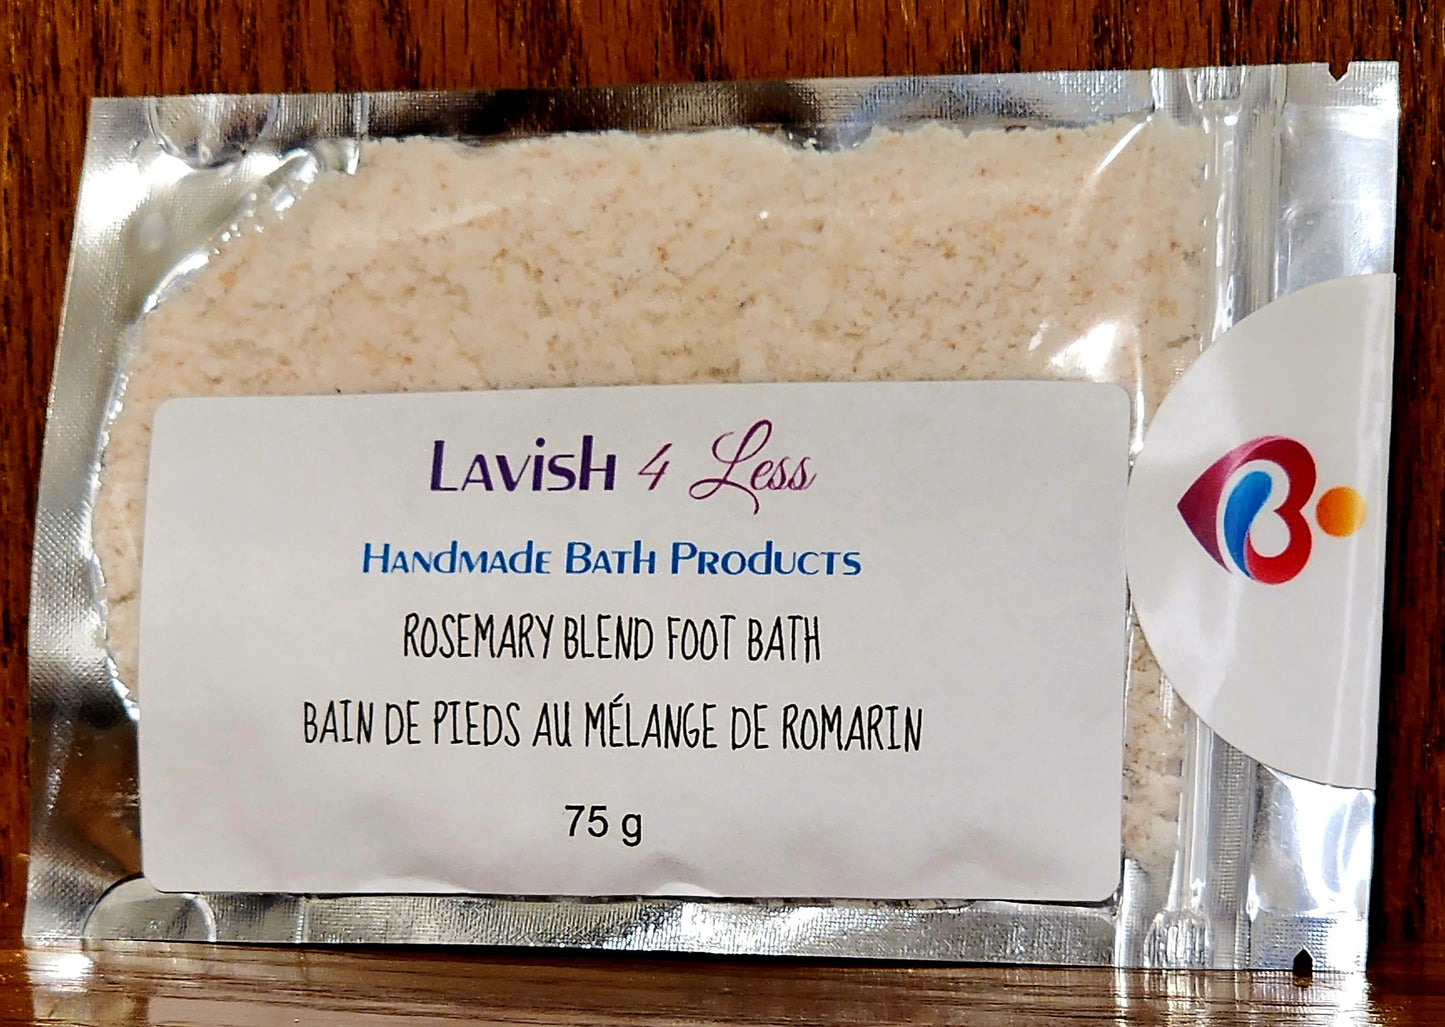 Lavish 4 Less
Handmade Bath Products
ROSEMARY BLEND FOOT BATH
BAIN DE PIEDS AU MÉLANGE DE ROMARIN
75 g